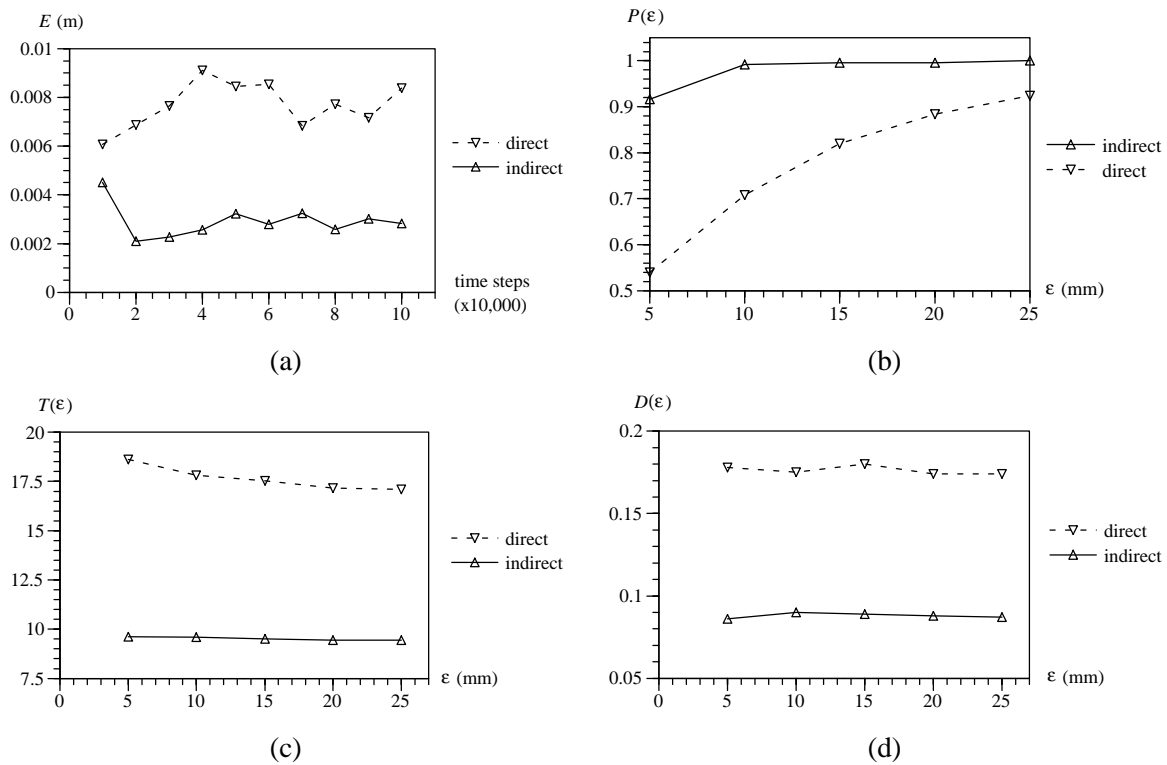 E (m)
0.01
0.008
0.006
0.004
0.002
0
0 2 4 6 8 10
time steps
(x10,000)
direct
indirect
(a)
P(ε)
1
0.9
0.8
0.7
0.6
0.5
5 10 15 20 25
ε (mm)
indirect
direct
(b)
T(ε)
20
17.5
15
12.5
10
7.5
0 5 10 15 20 25
ε (mm)
direct
indirect
(c)
D(ε)
0.2
0.15
0.1
0.05
0 5 10 15 20 25
ε (mm)
direct
indirect
(d)